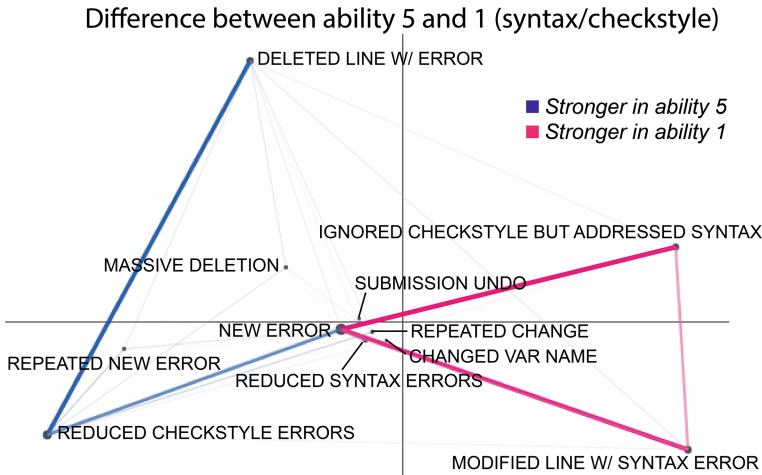 Difference between ability 5 and 1 (syntax/checkstyle)
DELETED LINE W/ ERROR
Stronger in ability 5
Stronger in ability 1
IGNORED CHECKSTYLE BUT ADDRESSED SYNTAX
MASSIVE DELETION
SUBMISSION UNDO
NEW ERROR
REPEATED CHANGE
CHANGED VAR NAME
REPEATED NEW ERROR
REDUCED SYNTAX ERRORS
REDUCED CHECKSTYLE ERRORS
MODIFIED LINE W/ SYNTAX ERROR